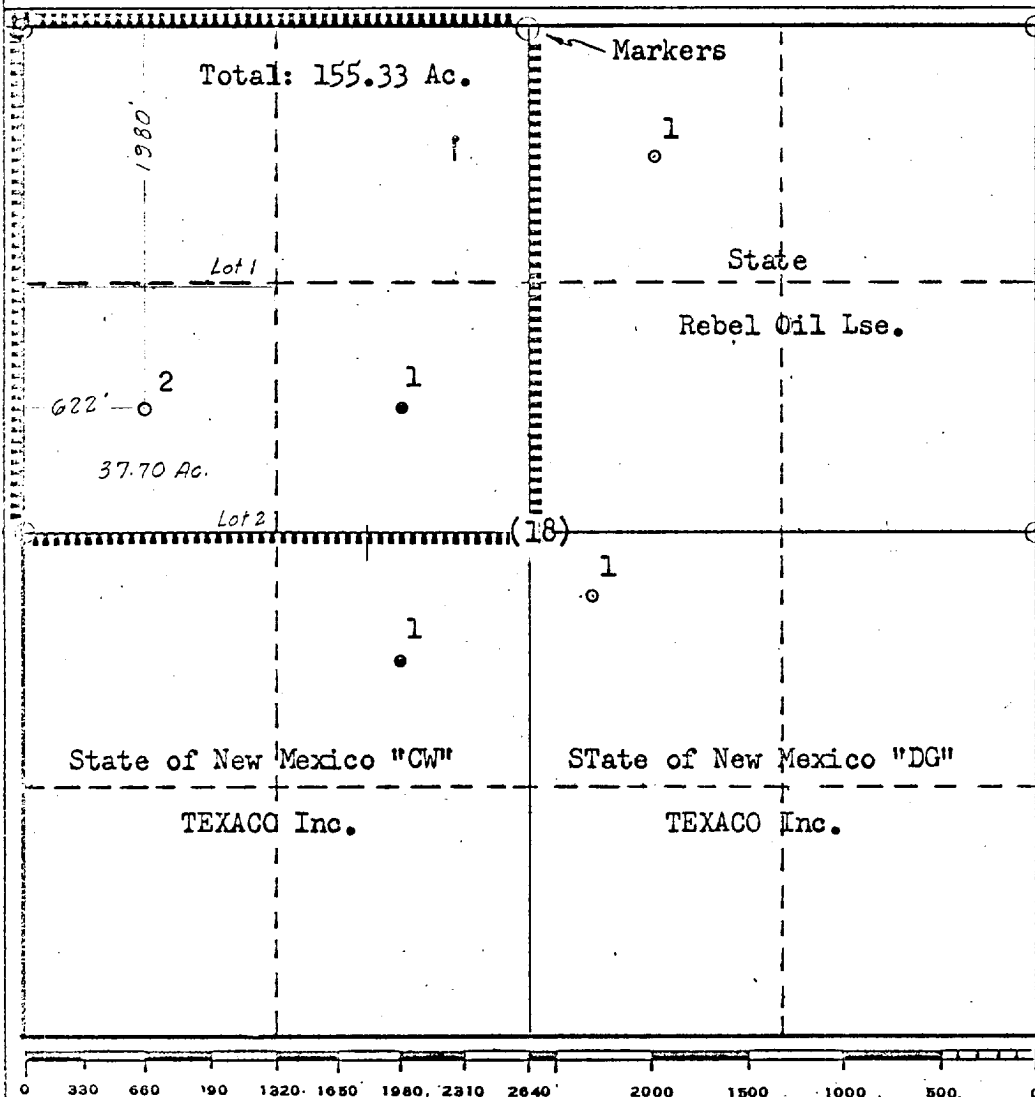 Markers
Total: 155.33 Ac.
1980'
1
Lot 1
State
Rebel Oil Lse.
2
1
622'
37.70 Ac.
Lot 2
(18)
1
1
State of New Mexico "CW"
STate of New Mexico "DG"
TEXACO Inc.
TEXACO Inc.
0 330 660 '90 1320 1650 1980 2310 2640 2000 1500 1000 500 0